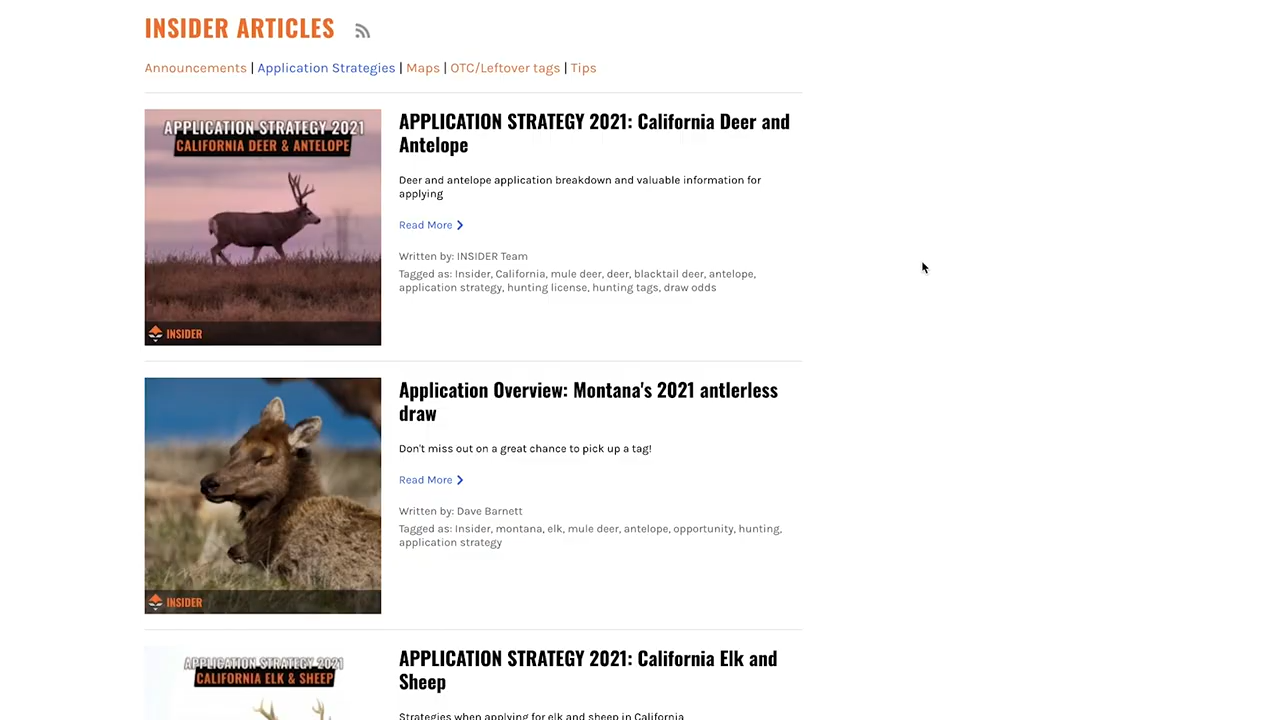 INSIDER ARTICLES
Announcements | Application Strategies | Maps | OTC/Leftover tags | Tips
APPLICATION STRATEGY 2021
CALIFORNIA DEER & ANTELOPE
INSIDER
APPLICATION STRATEGY 2021: California Deer and
Antelope
Deer and antelope application breakdown and valuable information for
applying
Read More
Written by: INSIDER Team
Tagged as: Insider, California, mule deer, deer, blacktail deer, antelope,
application strategy, hunting license, hunting tags, draw odds
INSIDER
Application Overview: Montana's 2021 antlerless
draw
Don't miss out on a great chance to pick up a tag!
Read More
Written by: Dave Barnett
Tagged as: Insider, montana, elk, mule deer, antelope, opportunity, hunting,
application strategy
APPLICATION STRATEGY 2021
CALIFORNIA ELK & SHEEP
APPLICATION STRATEGY 2021: California Elk and
Sheep
Strategies when applying for elk and sheep in California